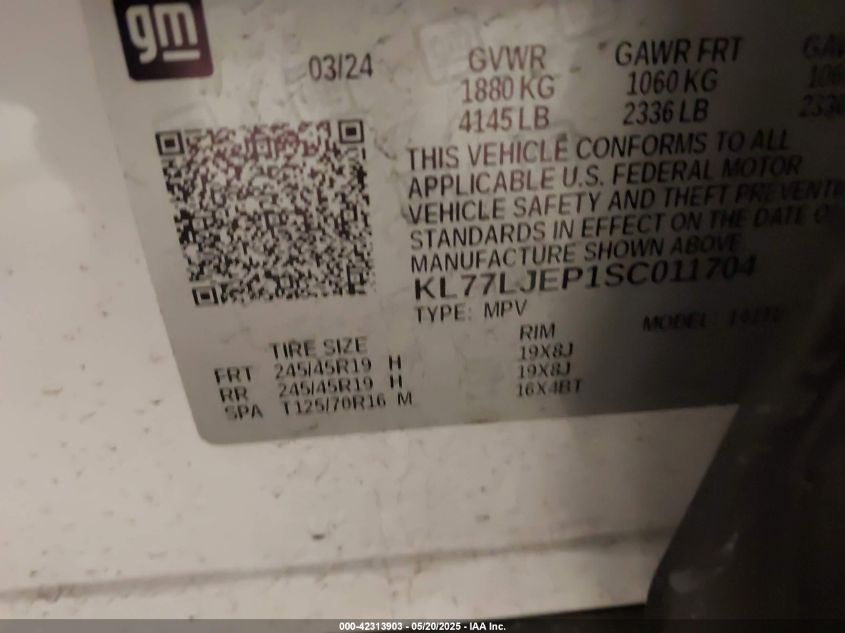 gm
03/24
GVWR GAWR FRT
1880 KG 1060 KG
4145 LB 2336 LB
THIS VEHICLE CONFORMS TO ALL
APPLICABLE U.S. FEDERAL MOTOR
VEHICLE SAFETY AND THEFT PREVENTI
STANDARDS IN EFFECT ON THE DATE O
MANUFACTURE SHOWN ABOVE
KL77LJEP1SC011704
TYPE: MPV MODEL:
TIRE SIZE RIM
FRT 245/45R19 H 19X8J
RR 245/45R19 H 19X8J
SPA T125/70R16 M 16X4BT
000-42313903 - 05/20/2025 - IAA Inc.